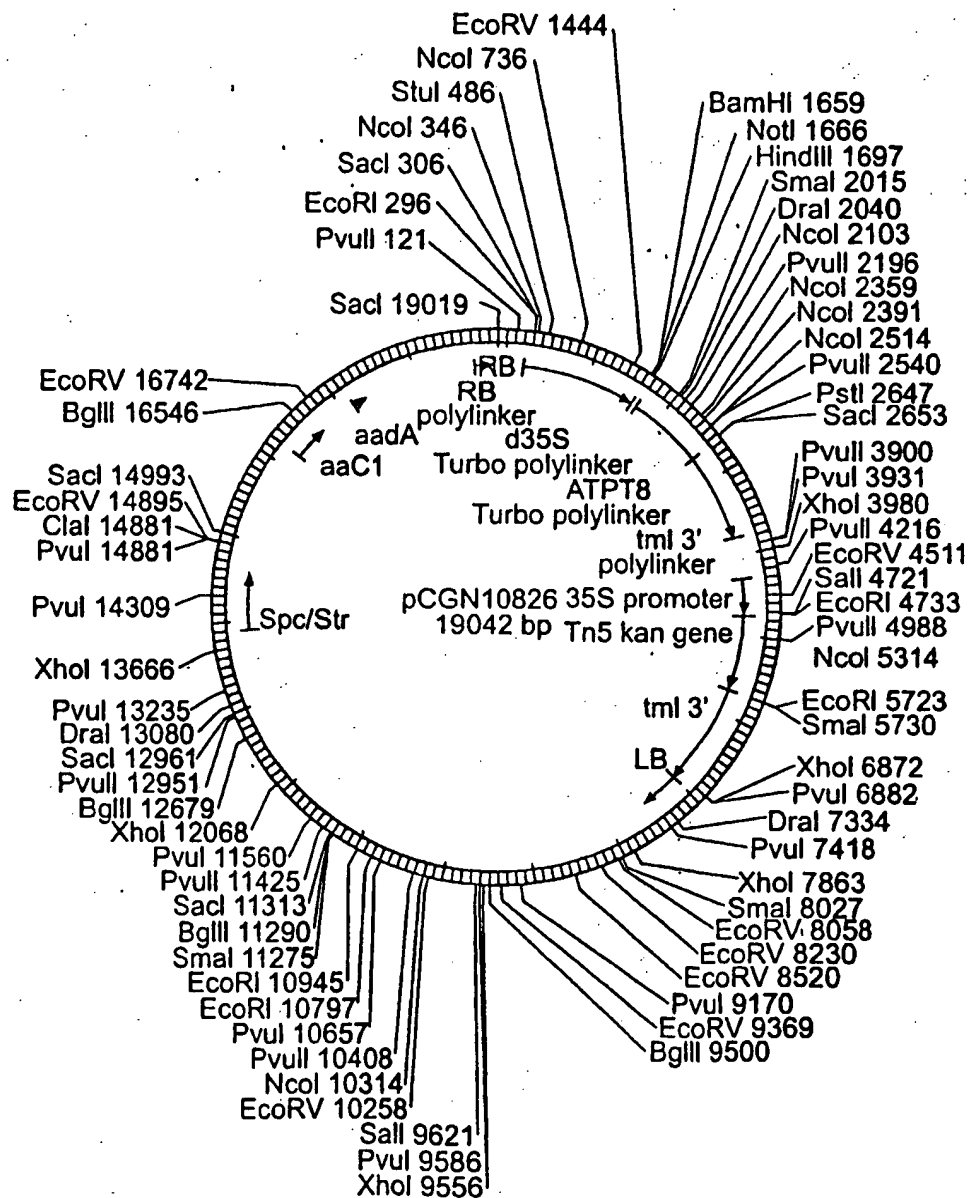 EcoRV 1444
NcoI 736
StuI 486
NcoI 346
SacI 306
EcoRI 296
PvuII 121
SacI 19019
BamHI 1659
NotI 1666
HindIII 1697
SmaI 2015
DraI 2040
NcoI 2103
PvuII 2196
NcoI 2359
NcoI 2391
NcoI 2514
PvuII 2540
PstI 2647
SacI 2653
PvuII 3900
PvuI 3931
XhoI 3980
PvuII 4216
EcoRV 4511
SalI 4721
EcoRI 4733
PvuII 4988
NcoI 5314
EcoRI 5723
SmaI 5730
XhoI 6872
PvuI 6882
DraI 7334
PvuI 7418
XhoI 7863
SmaI 8027
EcoRV 8058
EcoRV 8230
EcoRV 8520
PvuI 9170
EcoRV 9369
BglII 9500
EcoRV 16742
BglII 16546
SacI 14993
EcoRV 14895
ClaI 14881
PvuI 14881
PvuI 14309
XhoI 13666
PvuI 13235
DraI 13080
SacI 12961
PvuII 12951
BglII 12679
XhoI 12068
PvuI 11560
PvuII 11425
SacI 11313
BglII 11290
SmaI 11275
EcoRI 10945
EcoRI 10797
PvuI 10657
PvuII 10408
NcoI 10314
EcoRV 10258
SalI 9621
PvuI 9586
XhoI 9556
RB
RB
polylinker
aadA
aaC1
d35S
Turbo polylinker
ATPT8
Turbo polylinker
tml 3'
polylinker
pCGN10826 35S promoter
19042 bp Tn5 kan gene
Spc/Str
tml 3'
LB